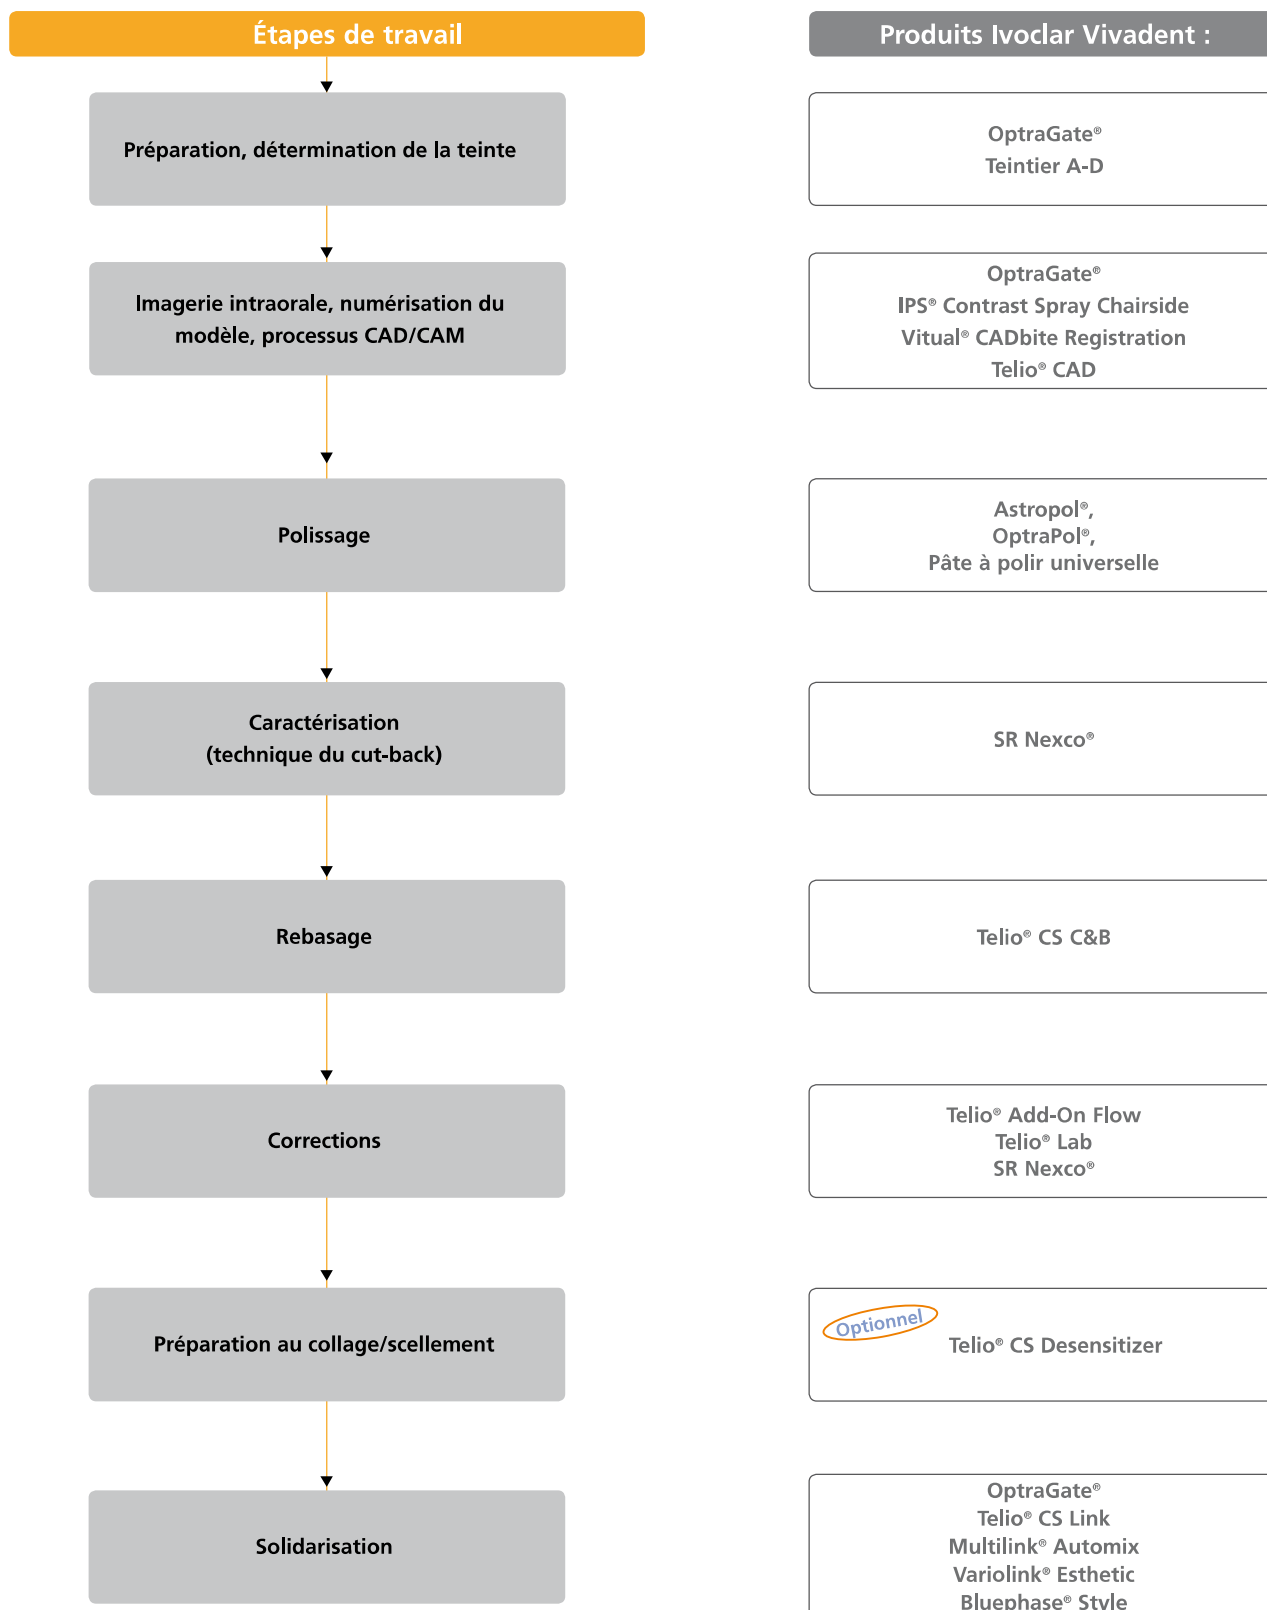 Étapes de travail
Produits Ivoclar Vivadent :
Préparation, détermination de la teinte
OptraGate®
Teintier A-D
Imagerie intraorale, numérisation du
modèle, processus CAD/CAM
OptraGate®
IPS® Contrast Spray Chairside
Vitual® CADbite Registration
Telio® CAD
Polissage
Astropol®,
OptraPol®,
Pâte à polir universelle
Caractérisation
(technique du cut-back)
SR Nexco®
Rebasage
Telio® CS C&B
Corrections
Telio® Add-On Flow
Telio® Lab
SR Nexco®
Préparation au collage/scellement
Optionnel
Telio® CS Desensitizer
Solidarisation
OptraGate®
Telio® CS Link
Multilink® Automix
Variolink® Esthetic
Bluephase® Style